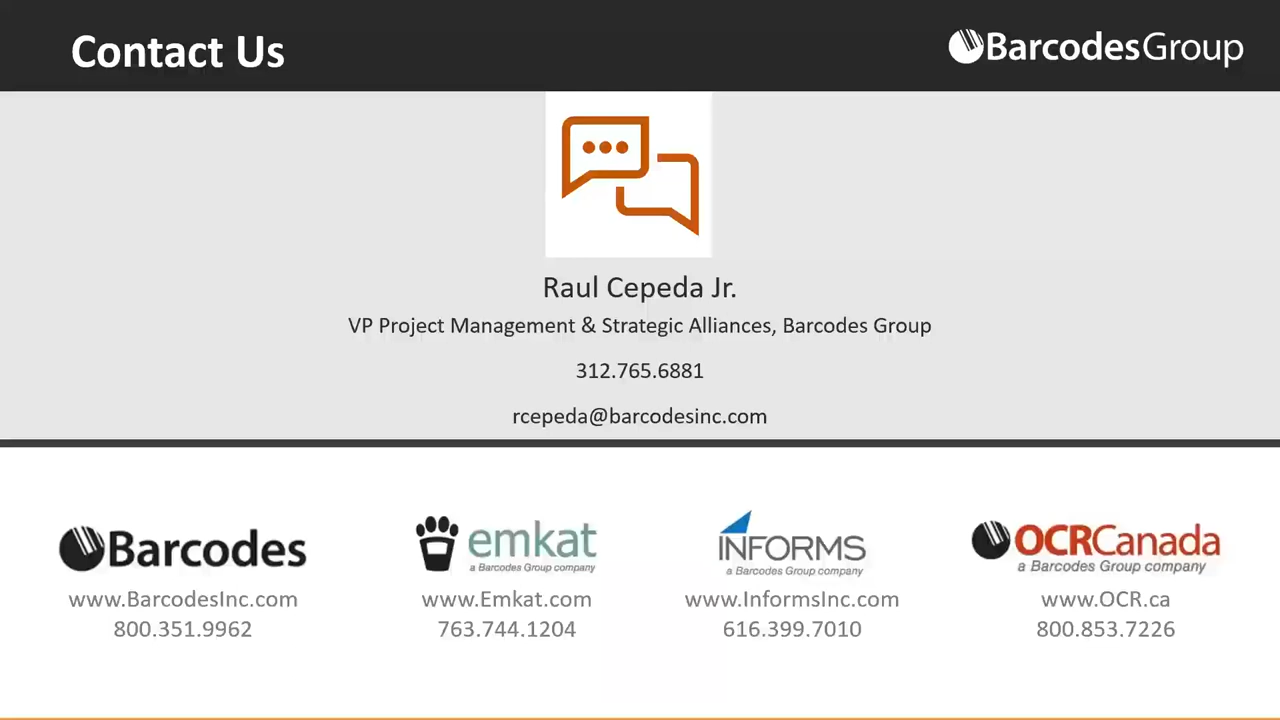 Contact Us
BarcodesGroup
Raul Cepeda Jr.
VP Project Management & Strategic Alliances, Barcodes Group
312.765.6881
rcepeda@barcodesinc.com
Barcodes
www.BarcodesInc.com
800.351.9962
emkat
a Barcodes Group company
www.Emkat.com
763.744.1204
INFORMS
a Barcodes Group company
www.InformsInc.com
616.399.7010
OCRCanada
a Barcodes Group company
www.OCR.ca
800.853.7226